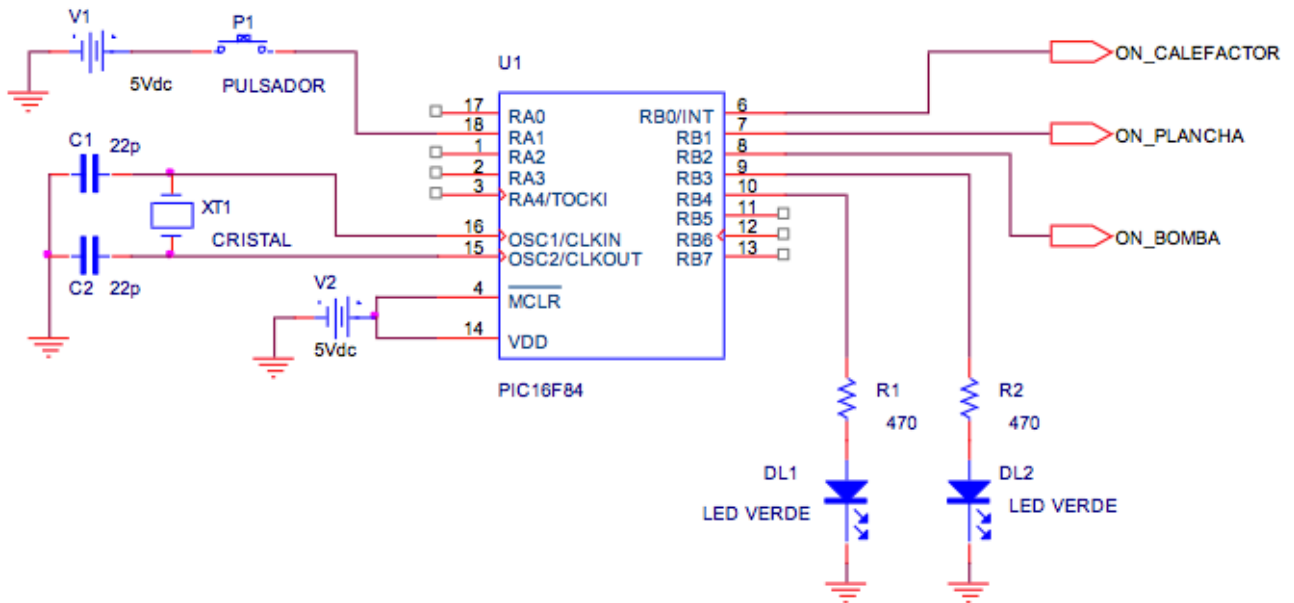 V1
P1
5Vdc
PULSADOR
U1
C1
22p
XT1
CRISTAL
C2
22p
V2
5Vdc
17
RA0
18
RA1
1
RA2
2
RA3
3
RA4/TOCKI
16
OSC1/CLKIN
15
OSC2/CLKOUT
4
MCLR
14
VDD
PIC16F84
RB0/INT
6
RB1
7
RB2
8
RB3
9
RB4
10
RB5
11
RB6
12
RB7
13
ON_CALEFACTOR
ON_PLANCHA
ON_BOMBA
R1
470
R2
470
DL1
LED VERDE
DL2
LED VERDE